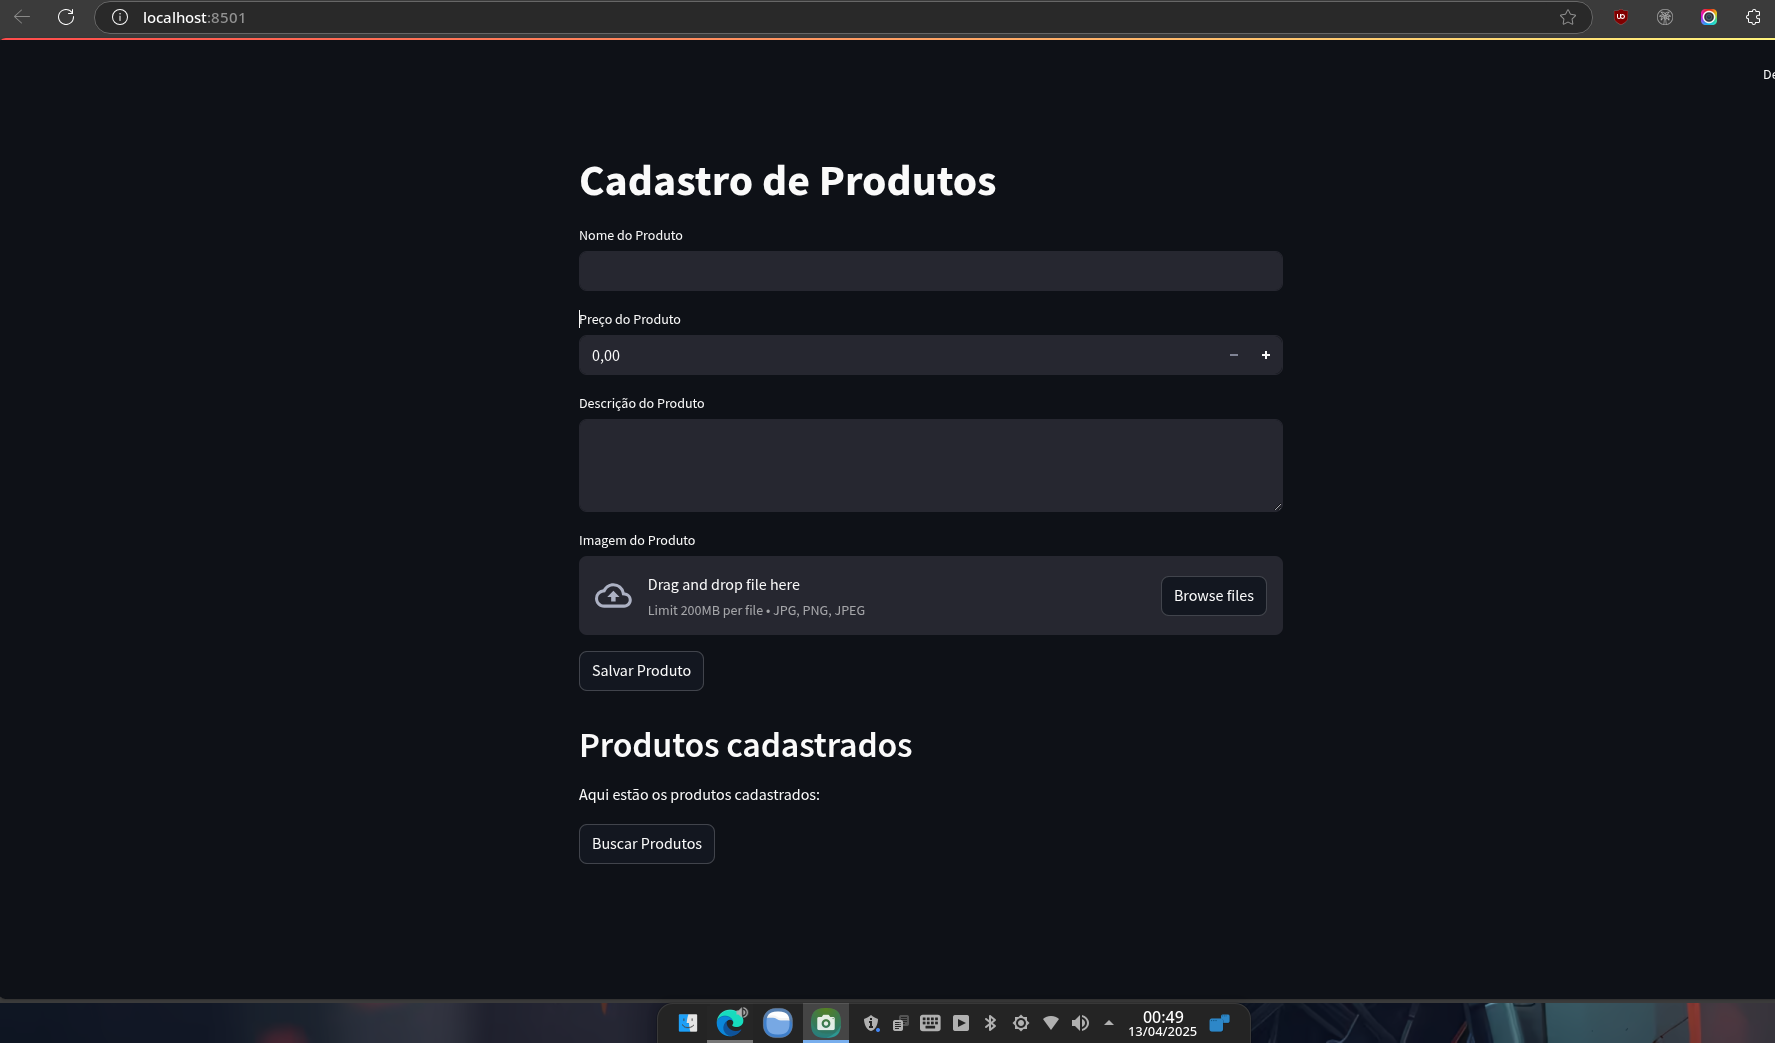 localhost:8501
De
Cadastro de Produtos
Nome do Produto
Preço do Produto
0,00
Descrição do Produto
Imagem do Produto
Drag and drop file here
Limit 200MB per file • JPG, PNG, JPEG
Browse files
Salvar Produto
Produtos cadastrados
Aqui estão os produtos cadastrados:
Buscar Produtos
00:49
13/04/2025